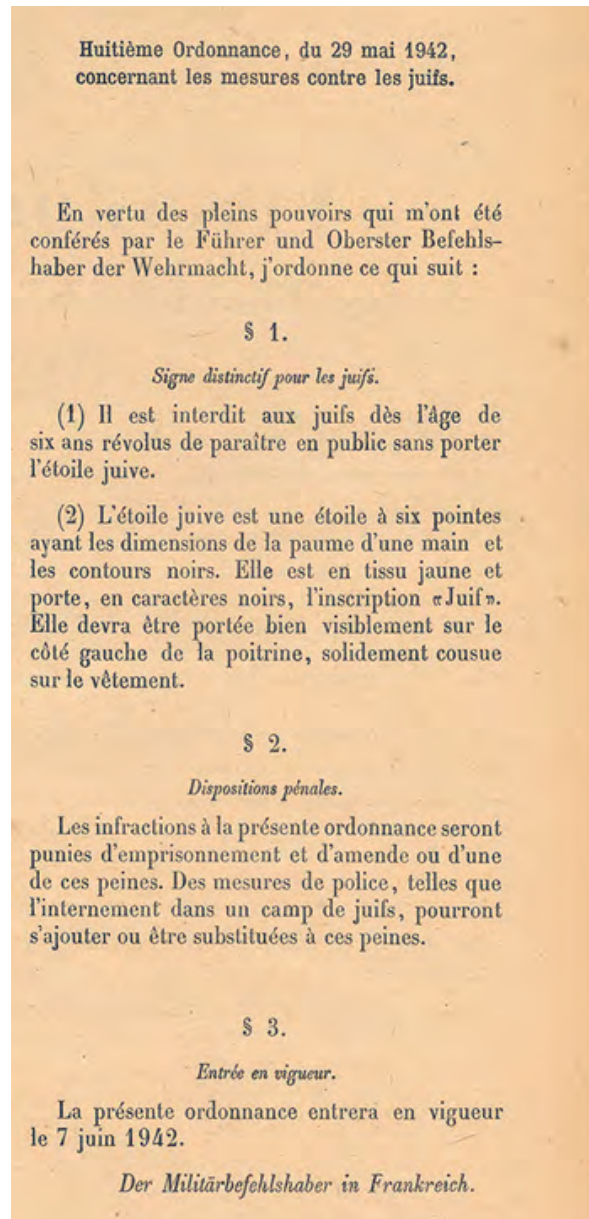 Huitième Ordonnance, du 29 mai 1942,
concernant les mesures contre les juifs.
En vertu des pleins pouvoirs qui m'ont été
conférés par le Führer und Oberster Befehls-
haber der Wehrmacht, j'ordonne ce qui suit :
§ 1.
Signe distinctif pour les juifs.
(1) Il est interdit aux juifs dès l'âge de
six ans révolus de paraître en public sans porter
l'étoile juive.
(2) L'étoile juive est une étoile à six pointes
ayant les dimensions de la paume d'une main et
les contours noirs. Elle est en tissu jaune et
porte, en caractères noirs, l'inscription «Juif».
Elle devra être portée bien visiblement sur le
côté gauche de la poitrine, solidement cousue
sur le vêtement.
§ 2.
Dispositions pénales.
Les infractions à la présente ordonnance seront
punies d'emprisonnement et d'amende ou d'une
de ces peines. Des mesures de police, telles que
l'internement dans un camp de juifs, pourront
s'ajouter ou être substituées à ces peines.
§ 3.
Entrée en vigueur.
La présente ordonnance entrera en vigueur
le 7 juin 1942.
Der Militärbefehlshaber in Frankreich.